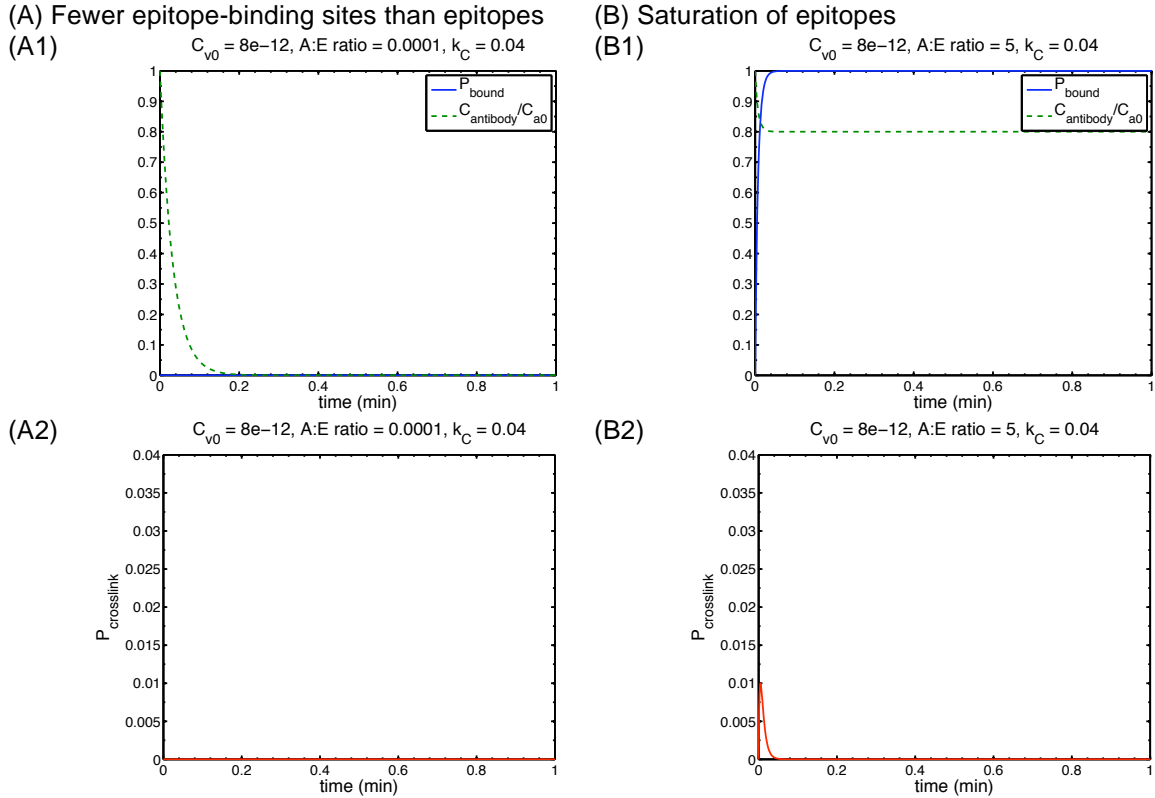 (A) Fewer epitope-binding sites than epitopes
(A1)
C_v0 = 8e−12, A:E ratio = 0.0001, k_C = 0.04
1
0.9
0.8
0.7
0.6
0.5
0.4
0.3
0.2
0.1
0
P_bound
C_antibody/C_a0
0 0.2 0.4 0.6 0.8 1
time (min)
(B) Saturation of epitopes
(B1)
C_v0 = 8e−12, A:E ratio = 5, k_C = 0.04
1
0.9
0.8
0.7
0.6
0.5
0.4
0.3
0.2
0.1
0
P_bound
C_antibody/C_a0
0 0.2 0.4 0.6 0.8 1
time (min)
(A2)
C_v0 = 8e−12, A:E ratio = 0.0001, k_C = 0.04
P_crosslink
0.04
0.035
0.03
0.025
0.02
0.015
0.01
0.005
0
0 0.2 0.4 0.6 0.8 1
time (min)
(B2)
C_v0 = 8e−12, A:E ratio = 5, k_C = 0.04
P_crosslink
0.04
0.035
0.03
0.025
0.02
0.015
0.01
0.005
0
0 0.2 0.4 0.6 0.8 1
time (min)